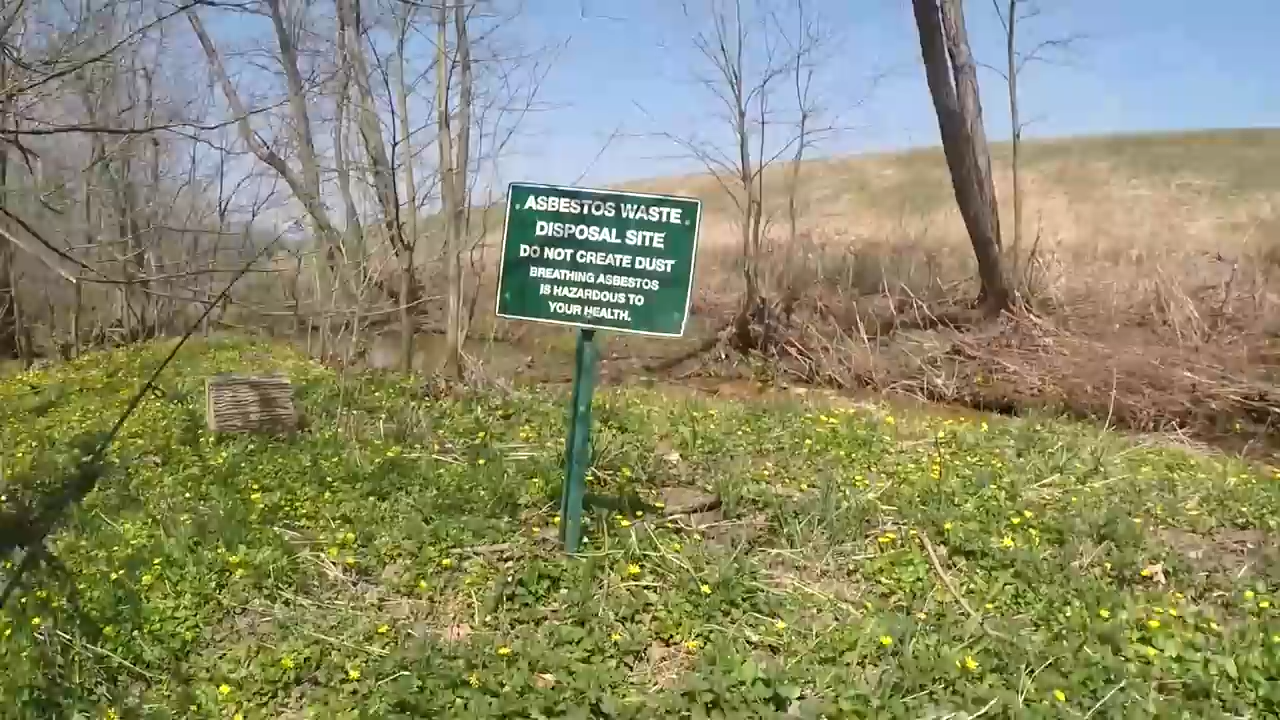 ASBESTOS WASTE
DISPOSAL SITE
DO NOT CREATE DUST
BREATHING ASBESTOS
IS HAZARDOUS TO
YOUR HEALTH.